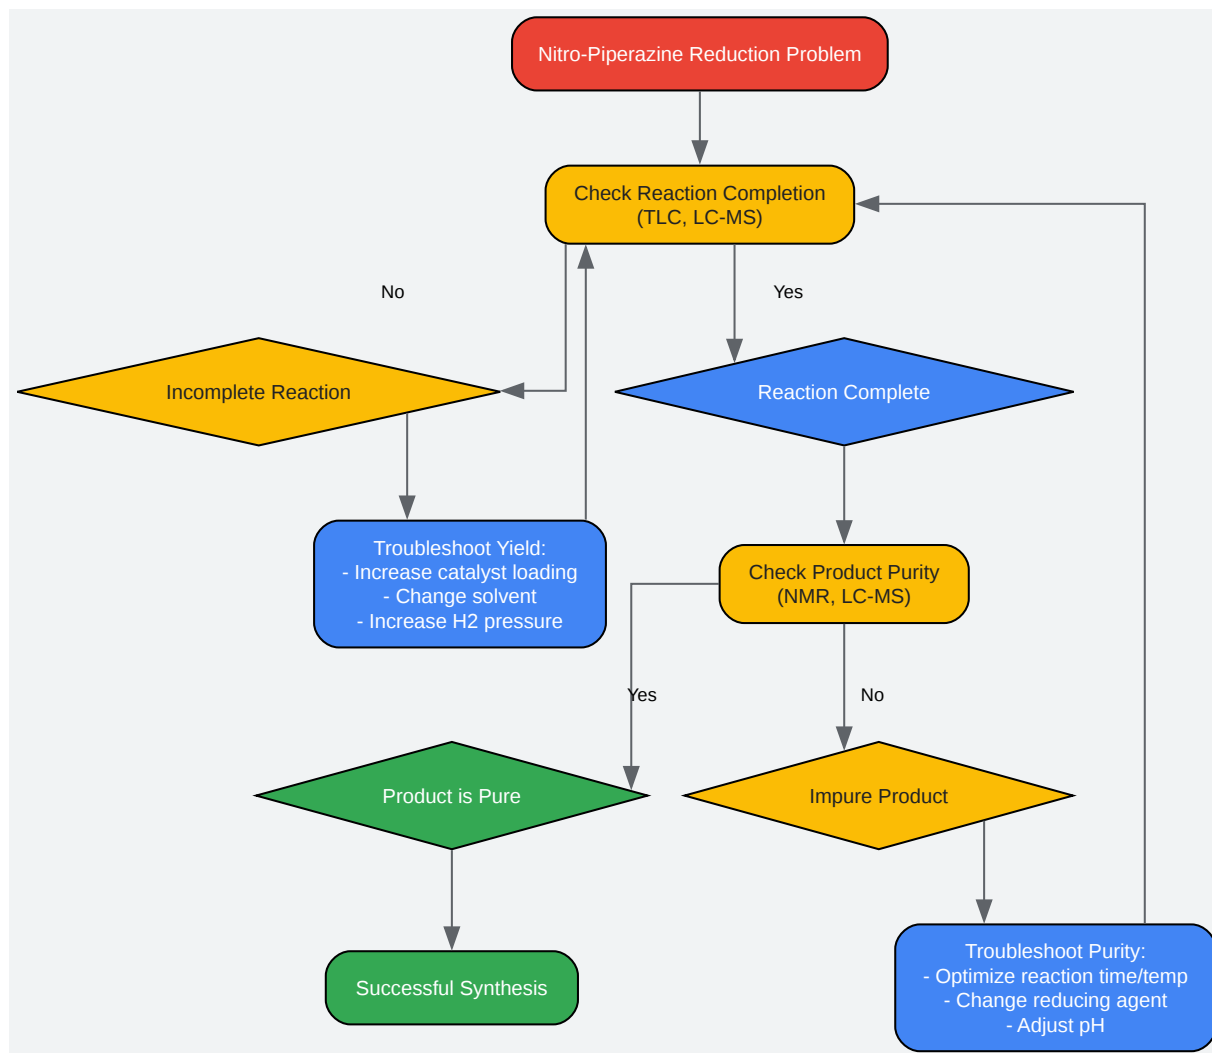 Nitro-Piperazine Reduction Problem
Check Reaction Completion
(TLC, LC-MS)
No
Yes
Incomplete Reaction
Reaction Complete
Troubleshoot Yield:
- Increase catalyst loading
- Change solvent
- Increase H2 pressure
Check Product Purity
(NMR, LC-MS)
Yes
No
Product is Pure
Impure Product
Successful Synthesis
Troubleshoot Purity:
- Optimize reaction time/temp
- Change reducing agent
- Adjust pH